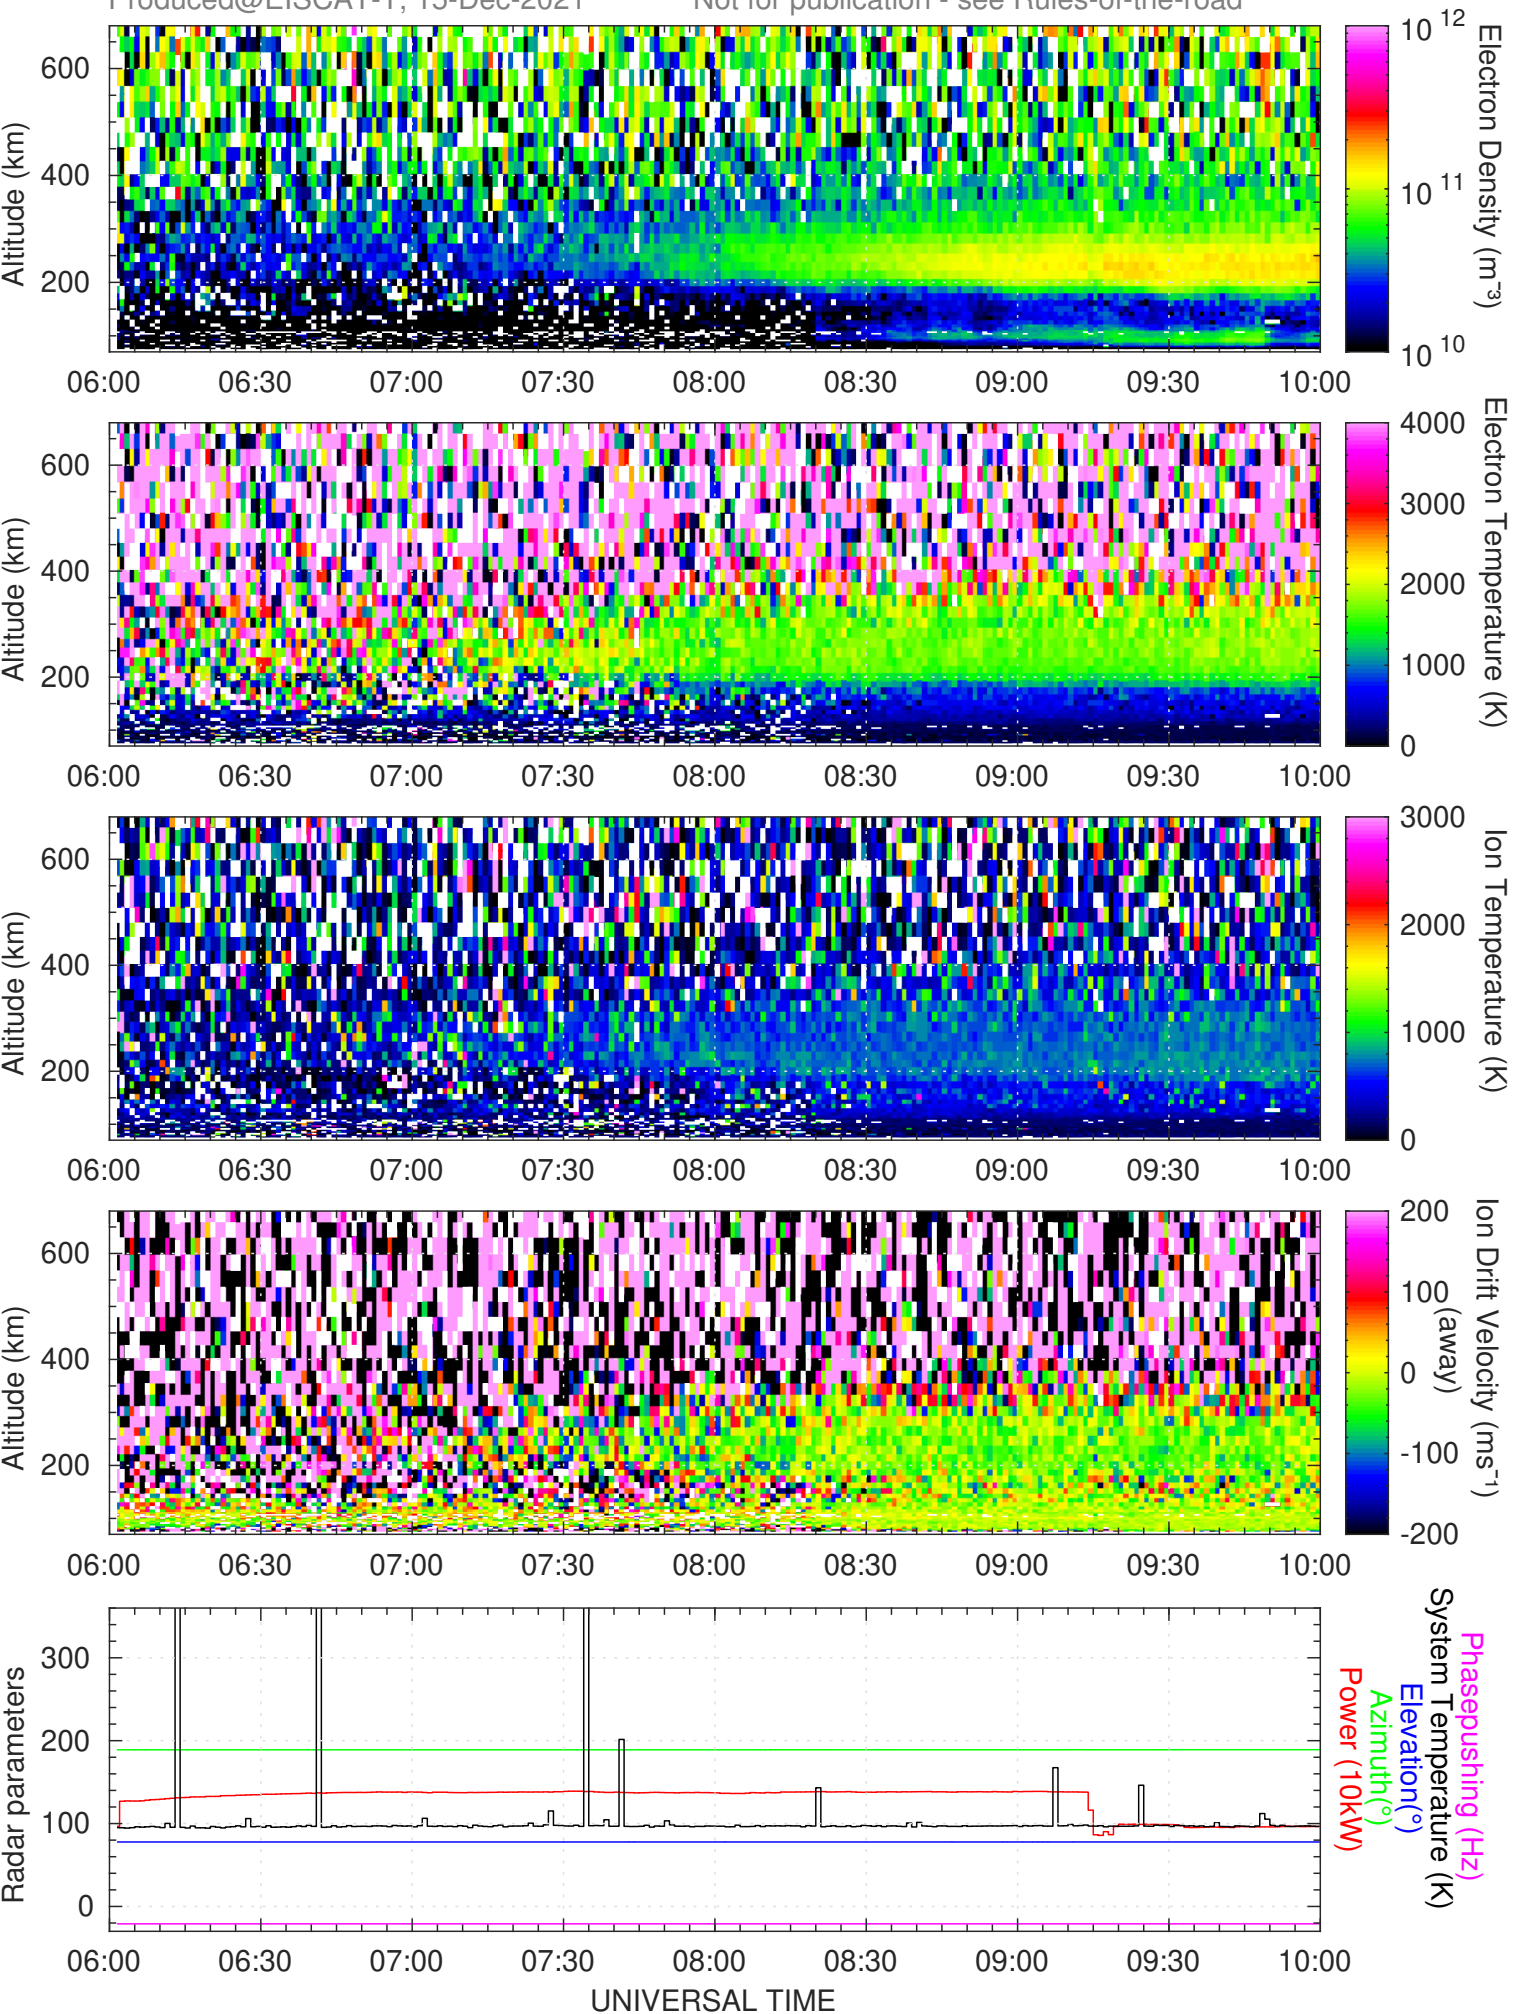 Produced@EISCAT-T, 15-Dec-2021 Not for publication - see Rules-of-the-road
Altitude (km)
600
400
200
06:00 06:30 07:00 07:30 08:00 08:30 09:00 09:30 10:00
10 12
10 11
10 10
Electron Density (m⁻³)
Altitude (km)
600
400
200
06:00 06:30 07:00 07:30 08:00 08:30 09:00 09:30 10:00
4000
3000
2000
1000
0
Electron Temperature (K)
Altitude (km)
600
400
200
06:00 06:30 07:00 07:30 08:00 08:30 09:00 09:30 10:00
3000
2000
1000
0
Ion Temperature (K)
Altitude (km)
600
400
200
06:00 06:30 07:00 07:30 08:00 08:30 09:00 09:30 10:00
200
100
0
-100
-200
Ion Drift Velocity (ms⁻¹)
(away)
Radar parameters
300
200
100
0
06:00 06:30 07:00 07:30 08:00 08:30 09:00 09:30 10:00
UNIVERSAL TIME
Phasepushing (Hz)
System Temperature (K)
Elevation(°)
Azimuth(°)
Power (10kW)